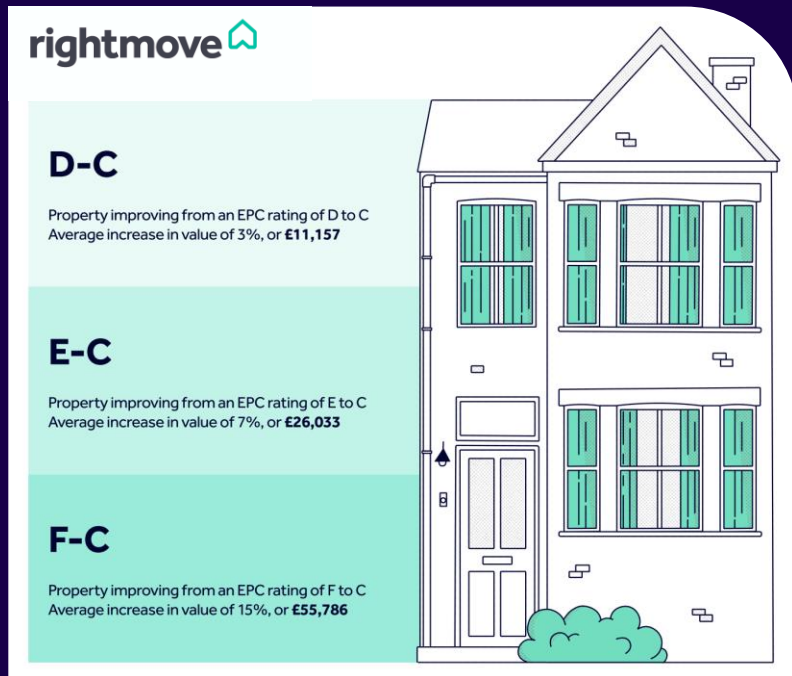 rightmove
D-C
Property improving from an EPC rating of D to C
Average increase in value of 3%, or £11,157
E-C
Property improving from an EPC rating of E to C
Average increase in value of 7%, or £26,033
F-C
Property improving from an EPC rating of F to C
Average increase in value of 15%, or £55,786